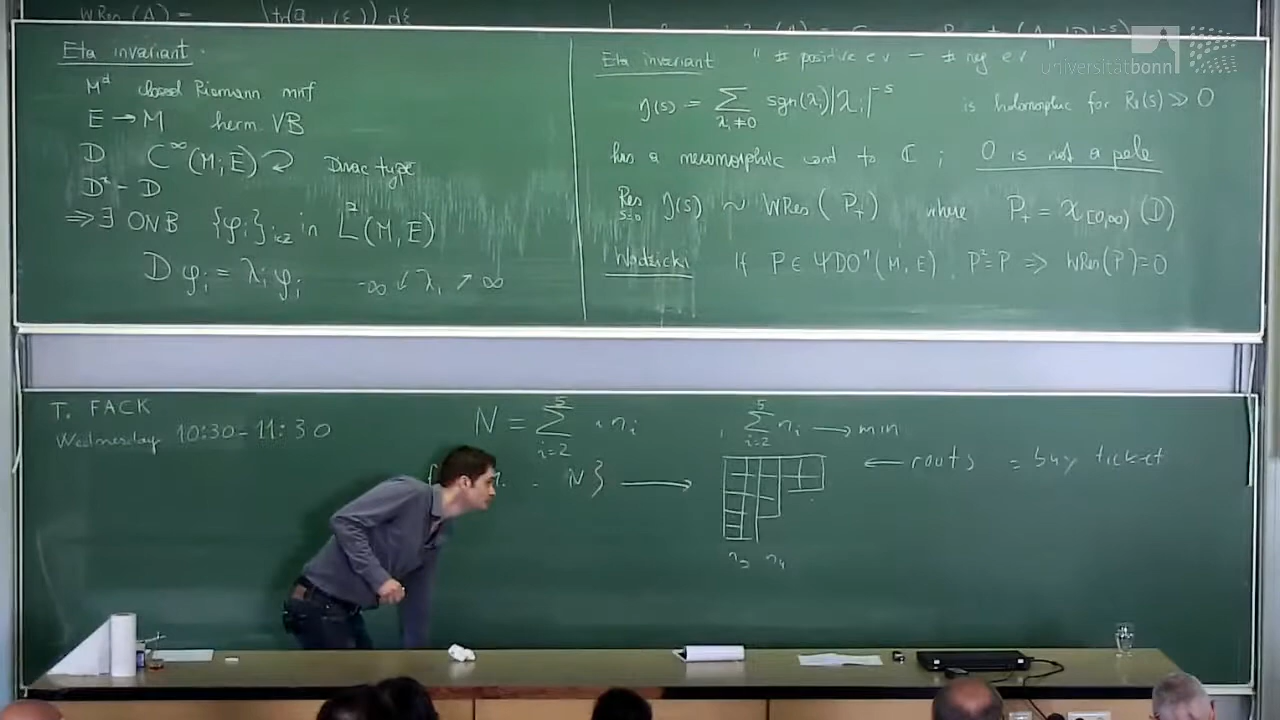 WRes (A) =
Eta invariant.
M^d closed Riemann mnf
E → M herm. VB
D C^∞(M, E) ⟲ Dirac type
D* = D
⇒ ∃ ONB {φ_i}_{i∈Z} in L²(M, E)
D φ_i = λ_i φ_i -∞ ↙ λ_i ↗ ∞
Eta invariant " # positive ev - # neg ev "
η(s) = Σ_{λ_i≠0} sgn(λ_i)|λ_i|^{-s} is holomorphic for Re(s) ≫ 0
has a meromorphic cont to ℂ ; 0 is not a pole
Res_{s=0} η(s) ~ WRes ( P_+ ) where P_+ = χ_{[0,∞)} (D)
Wodzicki If P ∈ ΨDO^0(M, E), P² = P ⇒ WRes(P) = 0
universitätbonn
T. FACK
Wednesday 10:30 - 11:30
N = Σ_{i=2}^{5} i n_i , Σ_{i=2}^{5} n_i → min
N} → ← routs = buy ticket
n_5 n_4